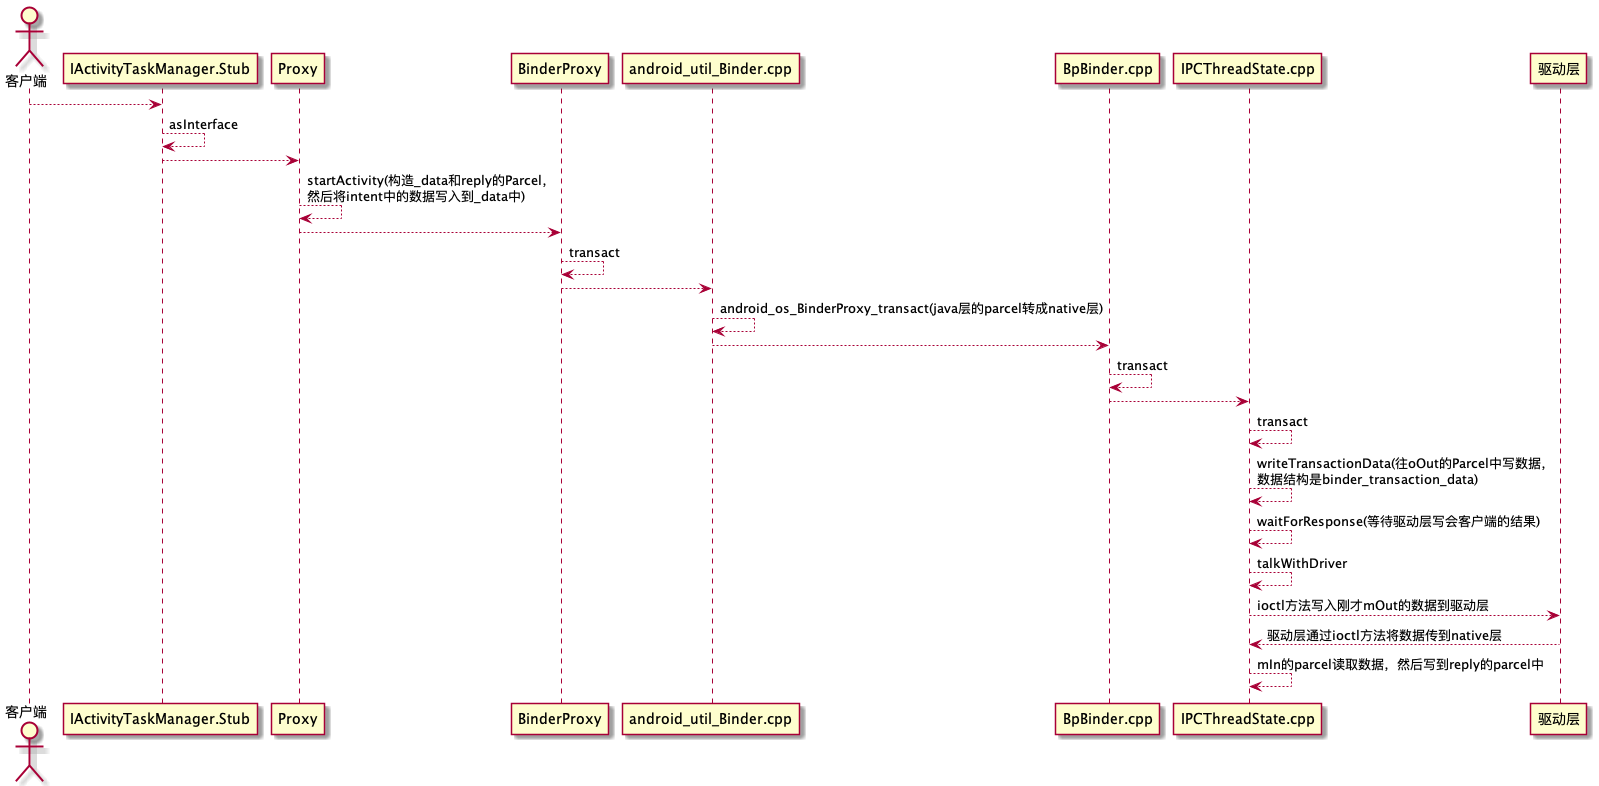 客户端
IActivityTaskManager.Stub
Proxy
BinderProxy
android_util_Binder.cpp
BpBinder.cpp
IPCThreadState.cpp
驱动层
asInterface
startActivity(构造_data和reply的Parcel，
然后将intent中的数据写入到_data中)
transact
android_os_BinderProxy_transact(java层的parcel转成native层)
transact
transact
writeTransactionData(往oOut的Parcel中写数据，
数据结构是binder_transaction_data)
waitForResponse(等待驱动层写会客户端的结果)
talkWithDriver
ioctl方法写入刚才mOut的数据到驱动层
驱动层通过ioctl方法将数据传到native层
mIn的parcel读取数据，然后写到reply的parcel中
客户端
IActivityTaskManager.Stub
Proxy
BinderProxy
android_util_Binder.cpp
BpBinder.cpp
IPCThreadState.cpp
驱动层